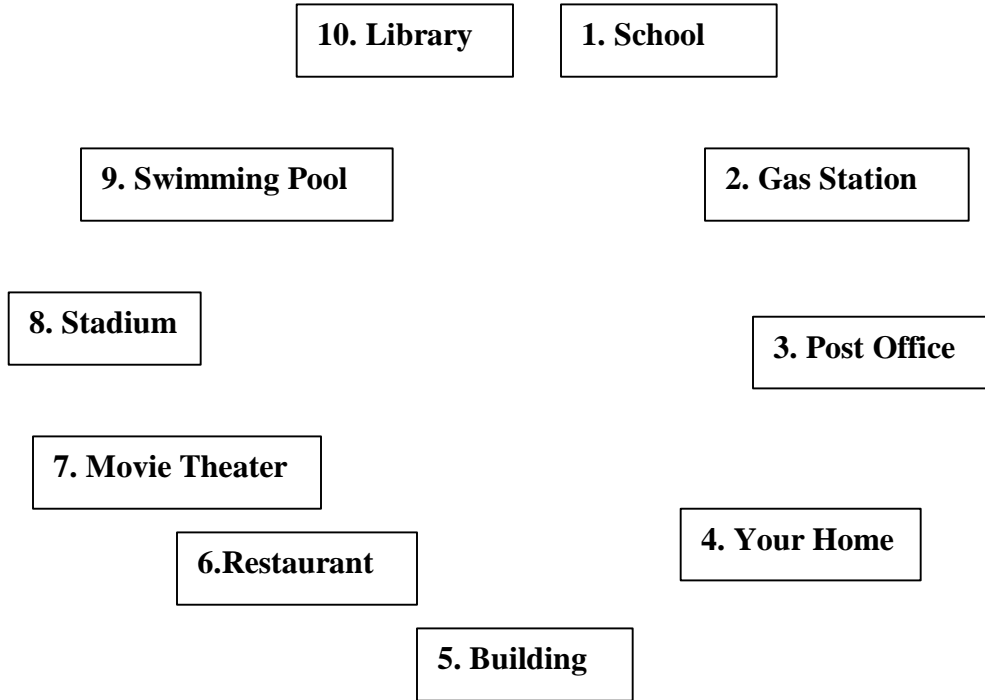 10. Library
1. School
9. Swimming Pool
2. Gas Station
8. Stadium
3. Post Office
7. Movie Theater
4. Your Home
6.Restaurant
5. Building